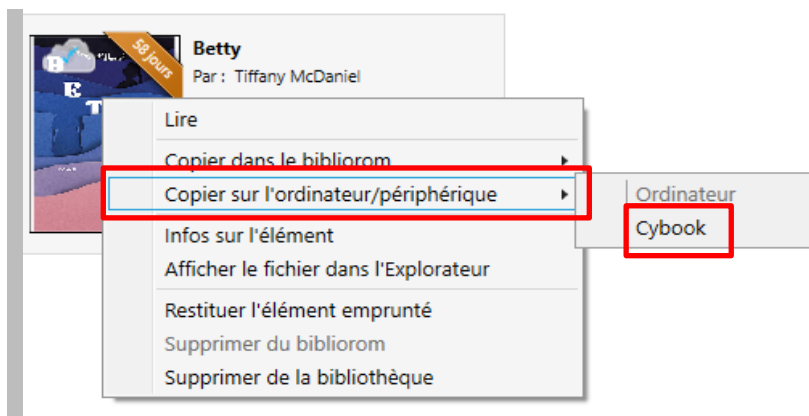 58 jours
Betty
Par : Tiffany McDaniel
B
E
T
Lire
Copier dans le bibliorom
Copier sur l'ordinateur/périphérique
Ordinateur
Cybook
Infos sur l'élément
Afficher le fichier dans l'Explorateur
Restituer l'élément emprunté
Supprimer du bibliorom
Supprimer de la bibliothèque